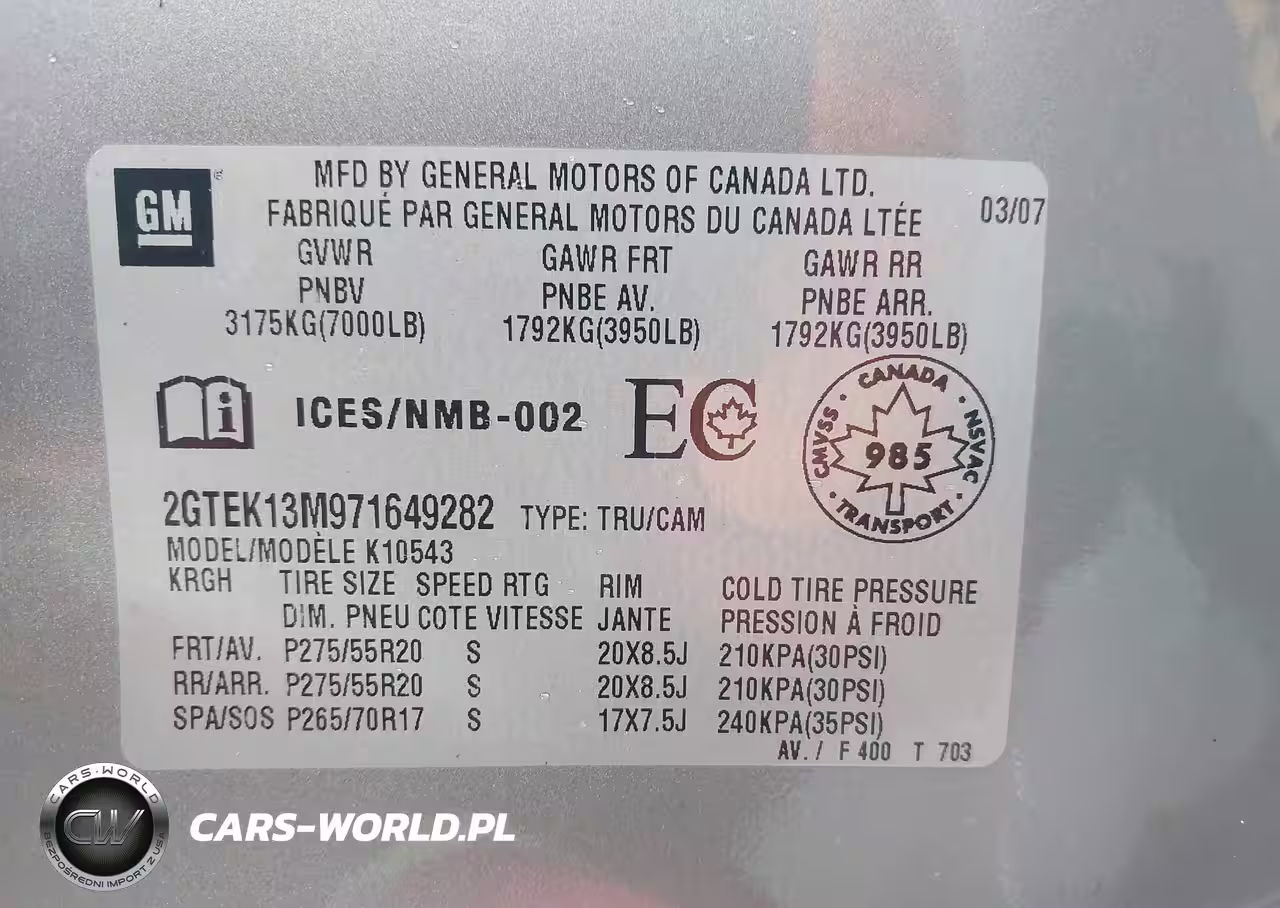 GM
MFD BY GENERAL MOTORS OF CANADA LTD.
FABRIQUÉ PAR GENERAL MOTORS DU CANADA LTÉE
03/07
GVWR GAWR FRT GAWR RR
PNBV PNBE AV. PNBE ARR.
3175KG(7000LB) 1792KG(3950LB) 1792KG(3950LB)
i ICES/NMB-002 EC
CANADA
CMVSS 985 NSVAC
TRANSPORT
2GTEK13M971649282 TYPE: TRU/CAM
MODEL/MODÈLE K10543
KRGH TIRE SIZE SPEED RTG RIM COLD TIRE PRESSURE
DIM. PNEU COTE VITESSE JANTE PRESSION À FROID
FRT/AV. P275/55R20 S 20X8.5J 210KPA(30PSI)
RR/ARR. P275/55R20 S 20X8.5J 210KPA(30PSI)
SPA/SOS P265/70R17 S 17X7.5J 240KPA(35PSI)
AV. / F 400 T 703
CARS-WORLD
CW
BEZPOŚREDNI IMPORT Z USA
CARS-WORLD.PL